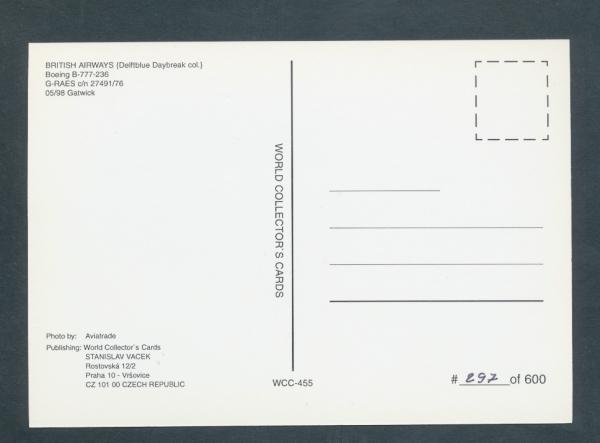 BRITISH AIRWAYS {Delftblue Daybreak col.}
Boeing B-777-236
G-RAES c/n 27491/76
05/98 Gatwick
WORLD COLLECTOR'S CARDS
Photo by: Aviatrade
Publishing: World Collector`s Cards
STANISLAV VACEK
Rostovská 12/2
Praha 10 - Vršovice
CZ 101 00 CZECH REPUBLIC
WCC-455
# 297 of 600